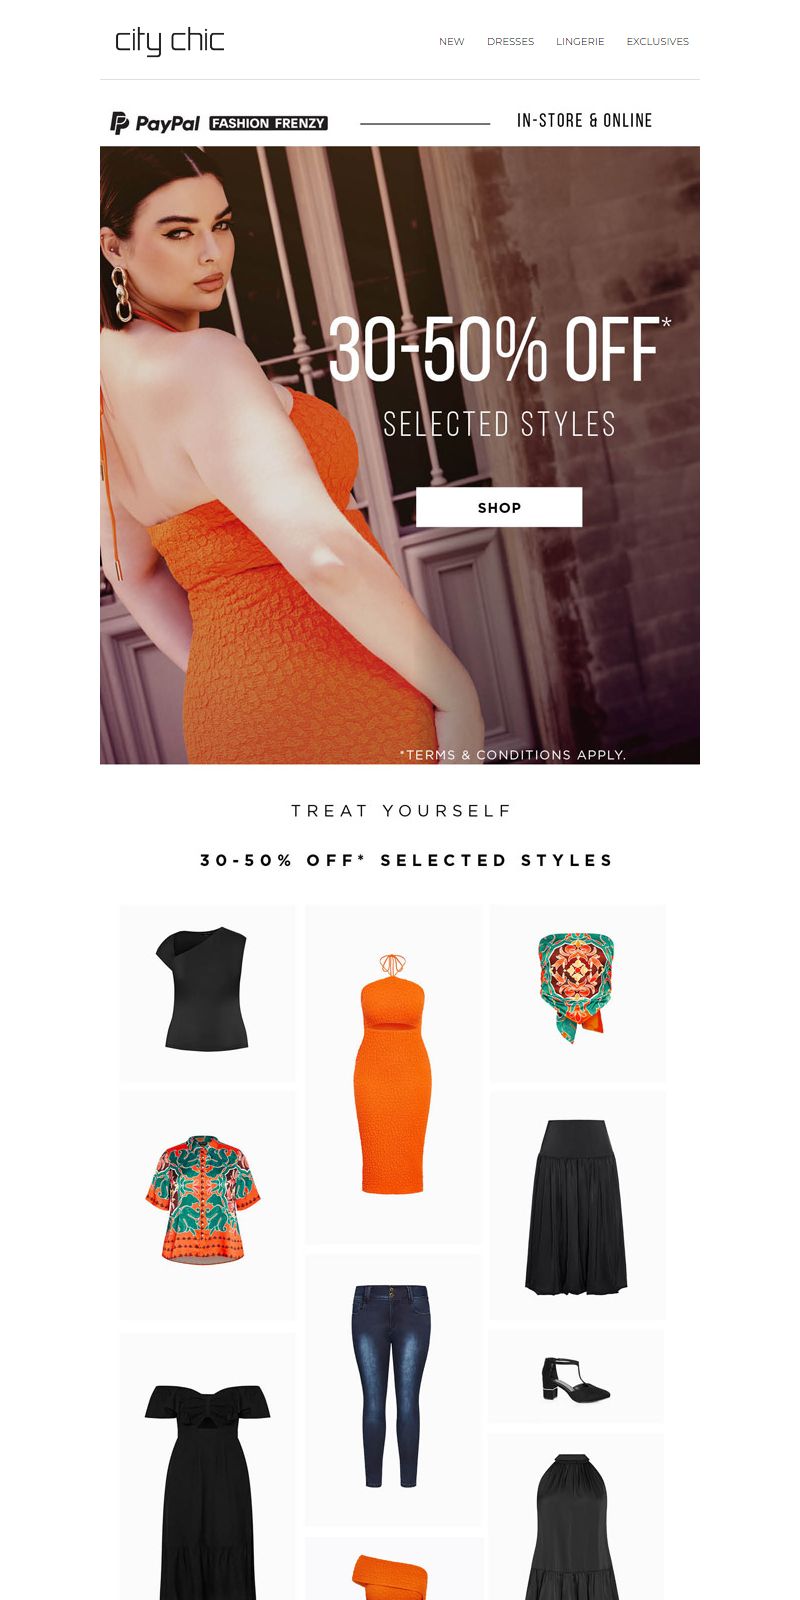 city chic
NEW DRESSES LINGERIE EXCLUSIVES
PayPal FASHION FRENZY IN-STORE & ONLINE
30-50% OFF*
SELECTED STYLES
SHOP
*TERMS & CONDITIONS APPLY.
TREAT YOURSELF
30-50% OFF* SELECTED STYLES